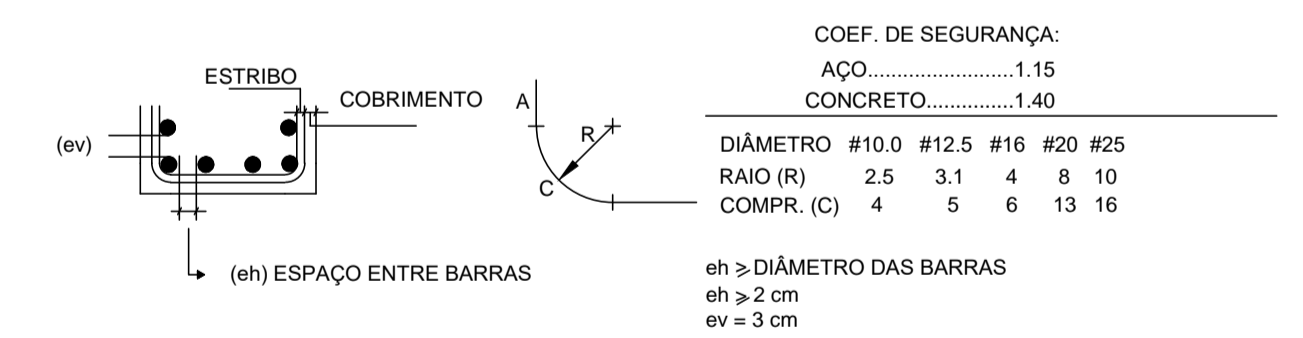 ESTRIBO
COBRIMENTO
(ev)
(eh) ESPAÇO ENTRE BARRAS
A
R
C
COEF. DE SEGURANÇA:
AÇO.........................1.15
CONCRETO...............1.40
DIÂMETRO #10.0 #12.5 #16 #20 #25
RAIO (R) 2.5 3.1 4 8 10
COMPR. (C) 4 5 6 13 16
eh ⩾ DIÂMETRO DAS BARRAS
eh ⩾ 2 cm
ev = 3 cm